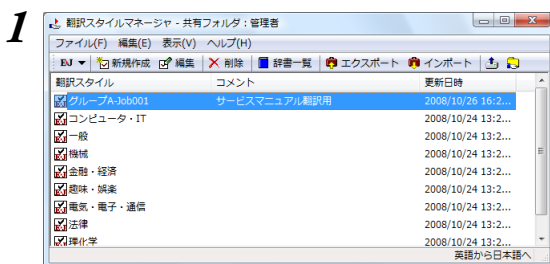 1
翻訳スタイルマネージャ - 共有フォルダ : 管理者
ファイル(F) 編集(E) 表示(V) ヘルプ(H)
EJ 新規作成 編集 削除 辞書一覧 エクスポート インポート
翻訳スタイル コメント 更新日時
グループA-Job001 サービスマニュアル翻訳用 2008/10/26 16:2...
コンピュータ・IT 2008/10/24 13:2...
一般 2008/10/24 13:2...
機械 2008/10/24 13:2...
金融・経済 2008/10/24 13:2...
趣味・娯楽 2008/10/24 13:2...
電気・電子・通信 2008/10/24 13:2...
法律 2008/10/24 13:2...
理化学 2008/10/24 13:2...
英語から日本語へ